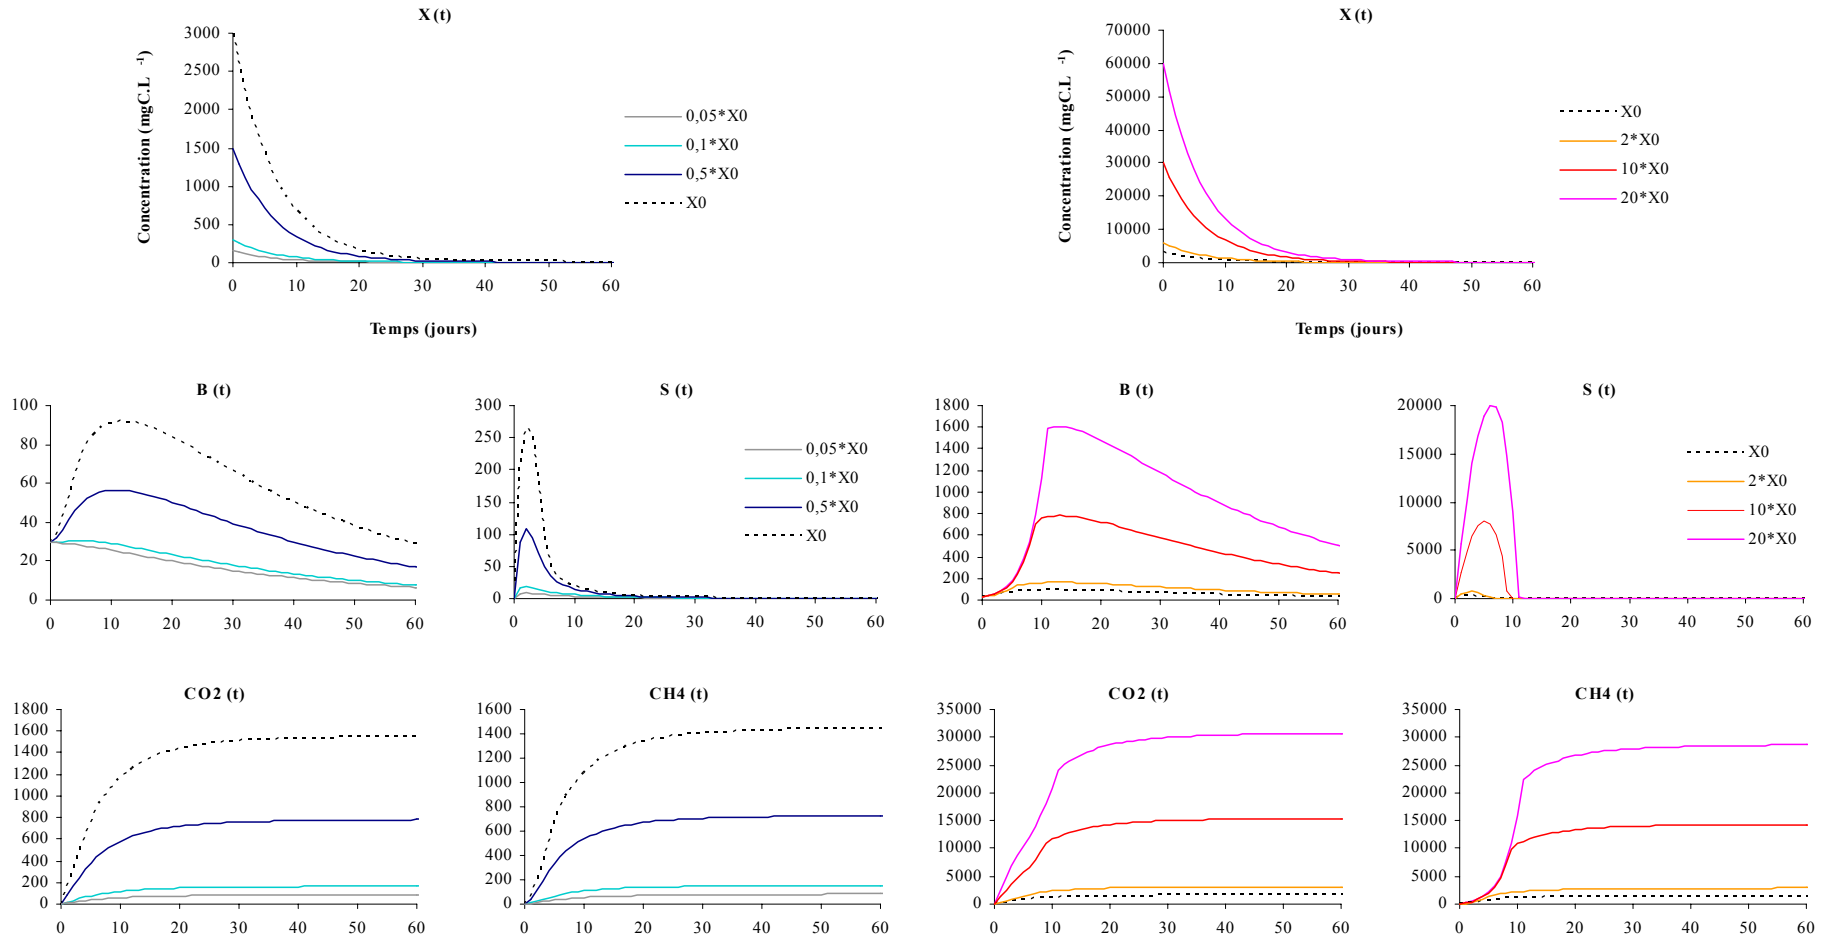 X (t)
Concentration (mgC.L -1)
3000
2500
2000
1500
1000
500
0
0 10 20 30 40 50 60
Temps (jours)
0,05*X0
0,1*X0
0,5*X0
X0
X (t)
Concentration (mgC.L -1)
70000
60000
50000
40000
30000
20000
10000
0
0 10 20 30 40 50 60
Temps (jours)
X0
2*X0
10*X0
20*X0
B (t)
100
80
60
40
20
0
0 10 20 30 40 50 60
S (t)
300
250
200
150
100
50
0
0 10 20 30 40 50 60
0,05*X0
0,1*X0
0,5*X0
X0
B (t)
1800
1600
1400
1200
1000
800
600
400
200
0
0 10 20 30 40 50 60
S (t)
20000
15000
10000
5000
0
0 10 20 30 40 50 60
X0
2*X0
10*X0
20*X0
CO2 (t)
1800
1600
1400
1200
1000
800
600
400
200
0
0 10 20 30 40 50 60
CH4 (t)
1600
1400
1200
1000
800
600
400
200
0
0 10 20 30 40 50 60
CO2 (t)
35000
30000
25000
20000
15000
10000
5000
0
0 10 20 30 40 50 60
CH4 (t)
35000
30000
25000
20000
15000
10000
5000
0
0 10 20 30 40 50 60